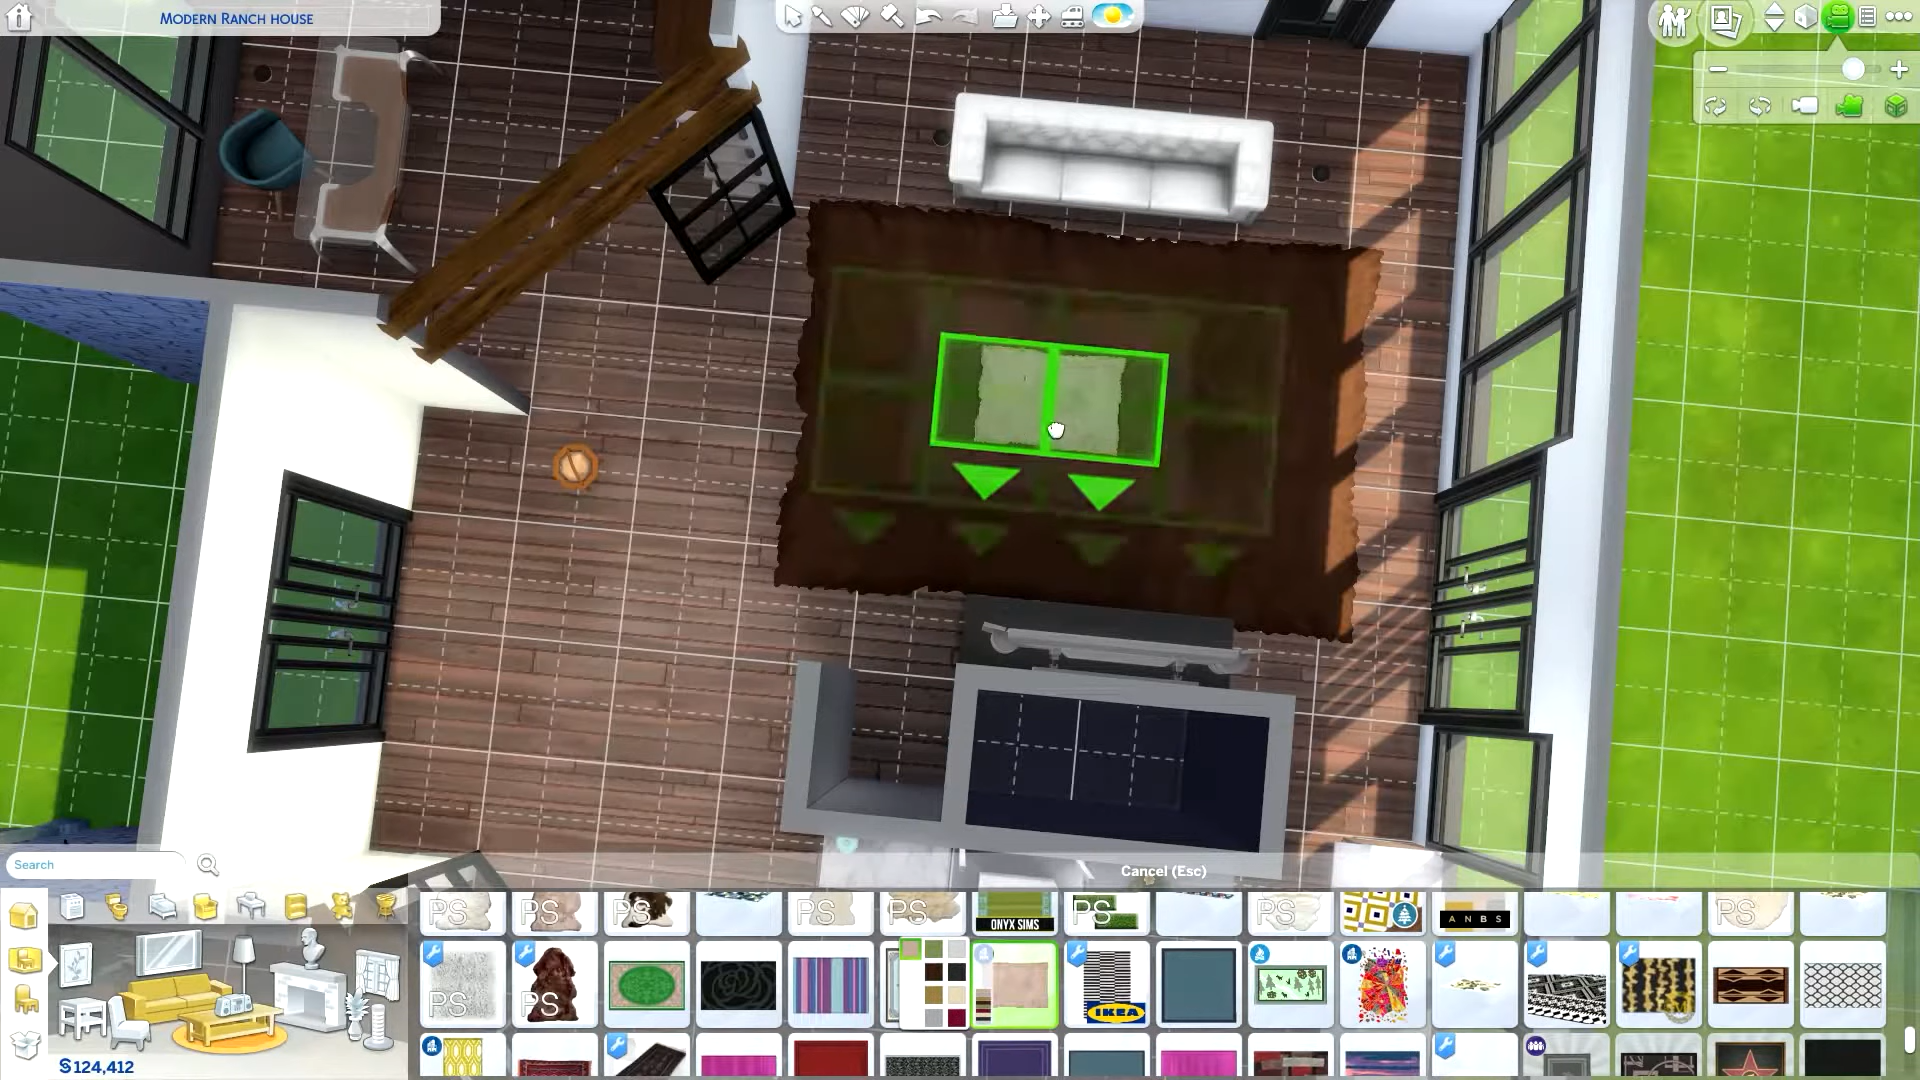 MODERN RANCH HOUSE
Search
Cancel (Esc)
PS
PS
PS
PS
ONYX SIMS
PS
PS
ANBS
PS
PS
PS
IKEA
§124,412